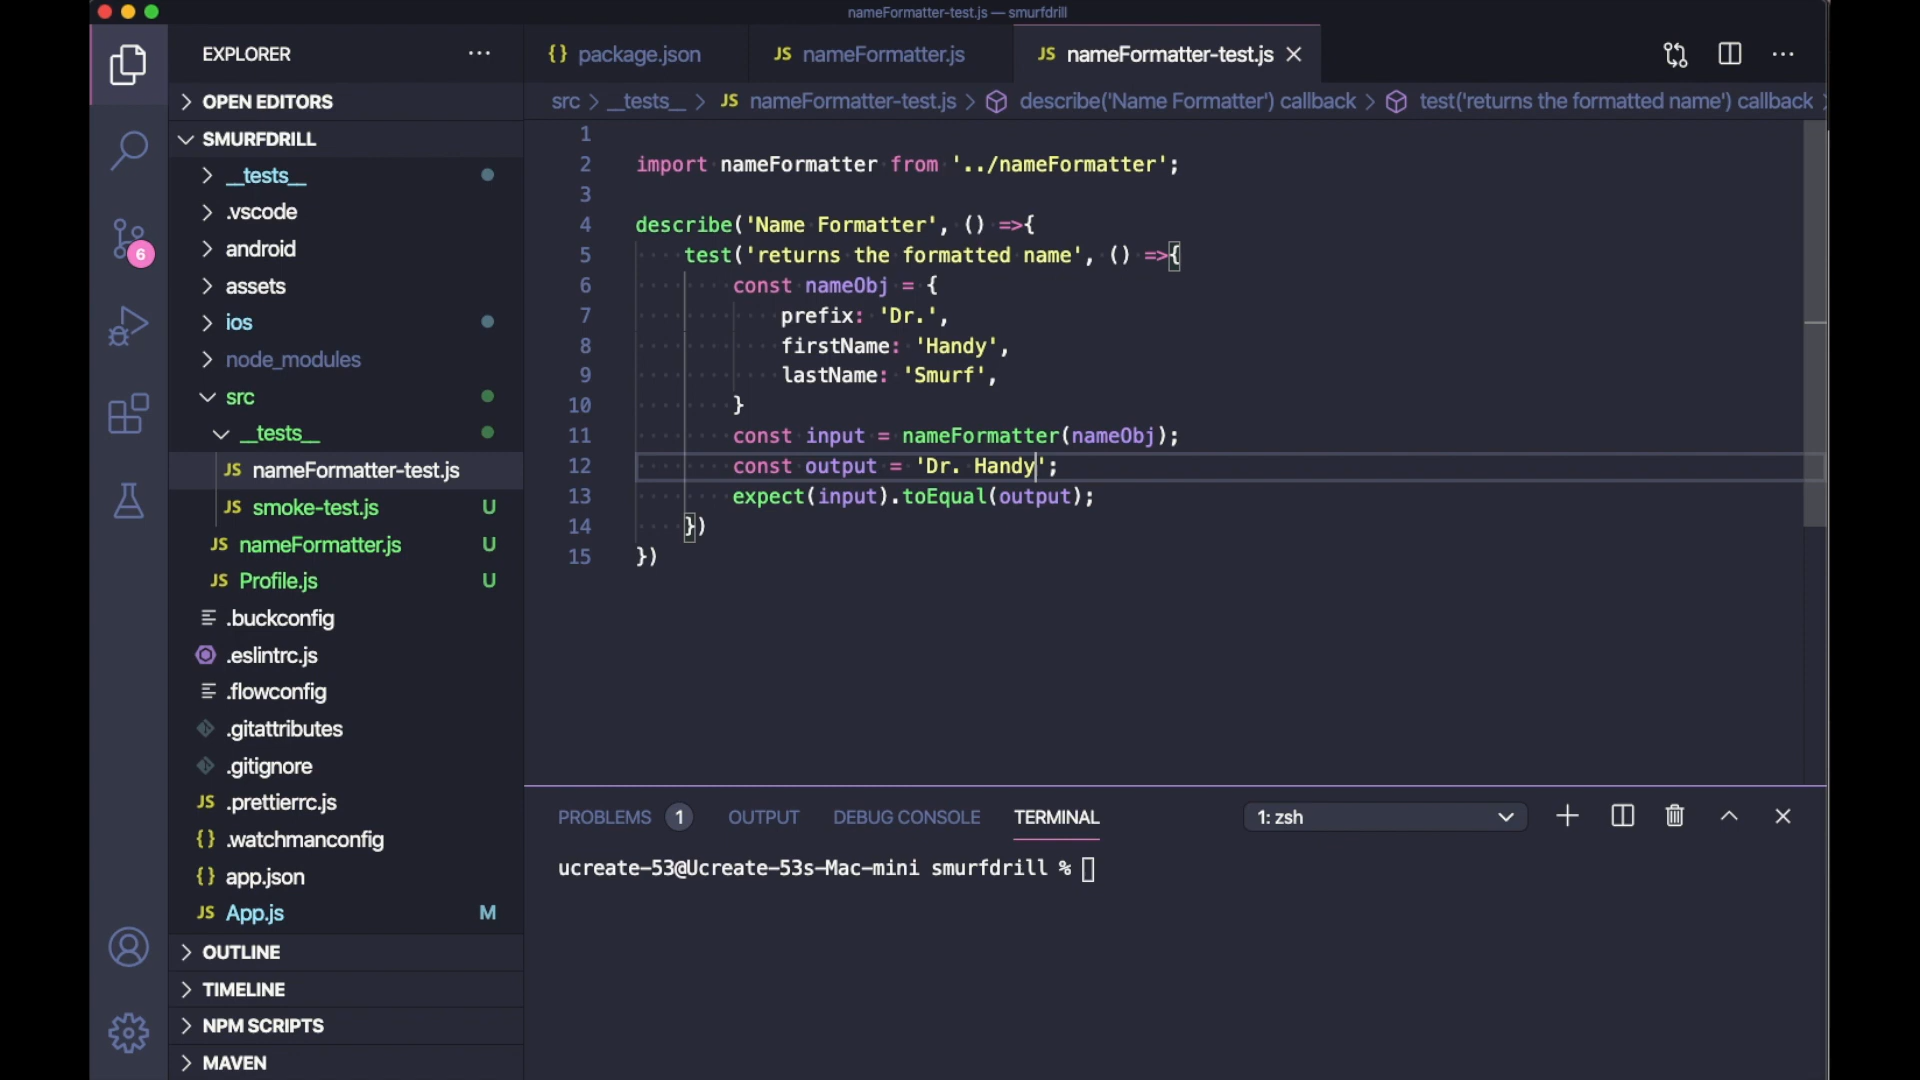 nameFormatter-test.js — smurfdrill
EXPLORER
OPEN EDITORS
SMURFDRILL
__tests__
.vscode
android
assets
ios
node_modules
src
__tests__
JS nameFormatter-test.js
JS smoke-test.js U
JS nameFormatter.js U
JS Profile.js U
.buckconfig
.eslintrc.js
.flowconfig
.gitattributes
.gitignore
JS .prettierrc.js
{} .watchmanconfig
{} app.json
JS App.js M
OUTLINE
TIMELINE
NPM SCRIPTS
MAVEN
6
{} package.json
JS nameFormatter.js
JS nameFormatter-test.js
src > __tests__ > JS nameFormatter-test.js > describe('Name Formatter') callback > test('returns the formatted name') callback
1
2 import nameFormatter from '../nameFormatter';
3
4 describe('Name Formatter', () =>{
5 test('returns the formatted name', () =>{
6 const nameObj = {
7 prefix: 'Dr.',
8 firstName: 'Handy',
9 lastName: 'Smurf',
10 }
11 const input = nameFormatter(nameObj);
12 const output = 'Dr. Handy';
13 expect(input).toEqual(output);
14 })
15 })
PROBLEMS 1 OUTPUT DEBUG CONSOLE TERMINAL 1: zsh
ucreate-53@Ucreate-53s-Mac-mini smurfdrill %